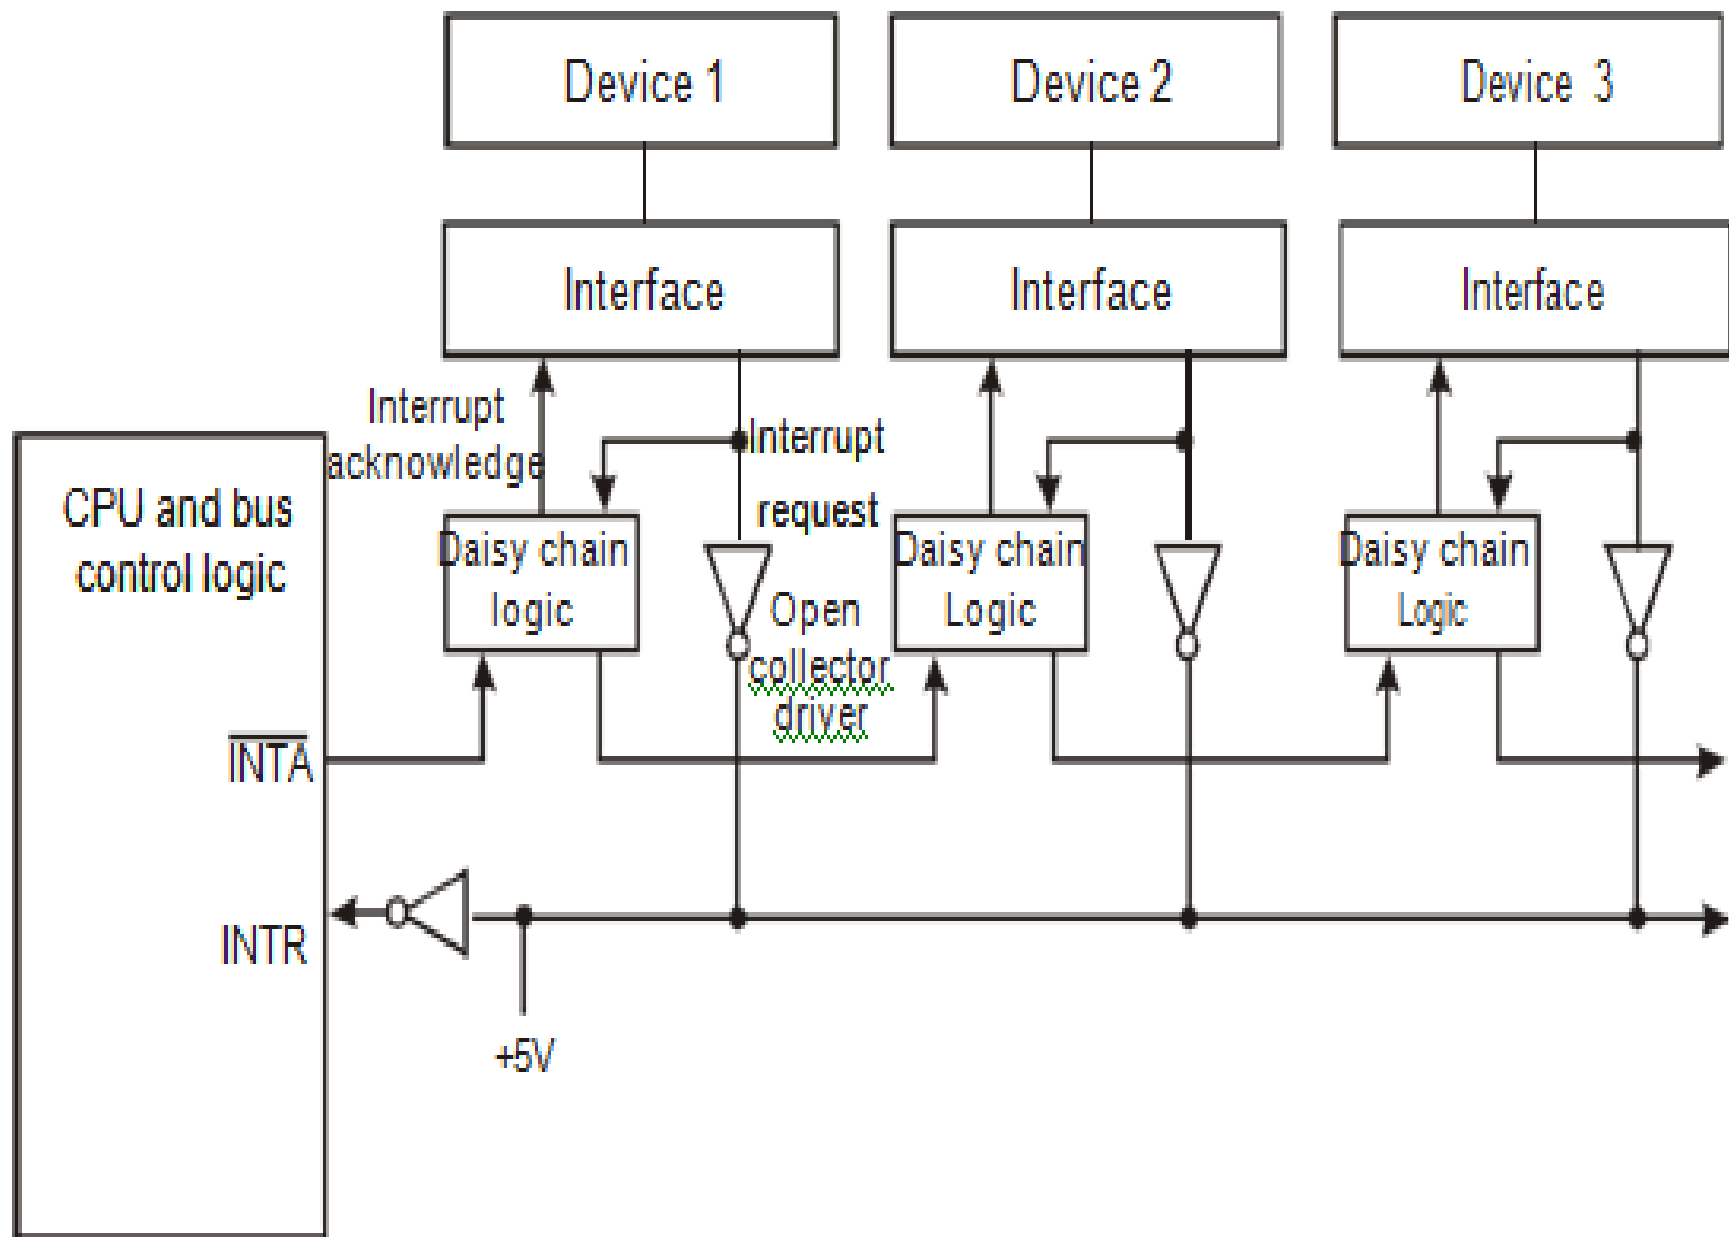 Device 1
Device 2
Device 3
Interface
Interface
Interface
Interrupt
acknowledge
Interrupt
request
CPU and bus
control logic
Daisy chain
logic
Daisy chain
Logic
Daisy chain
Logic
Open
collector
driver
INTA
INTR
+5V